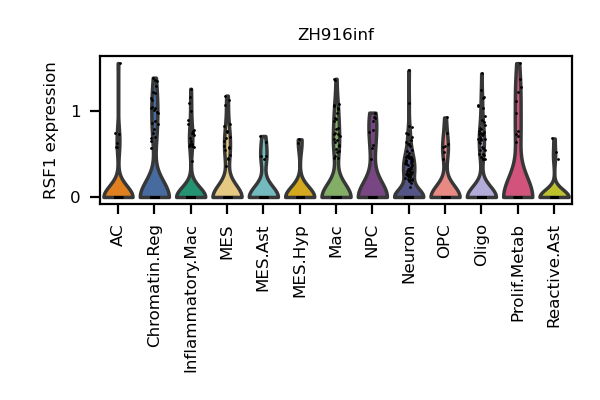 ZH916inf
RSF1 expression
1
0
AC
Chromatin.Reg
Inflammatory.Mac
MES
MES.Ast
MES.Hyp
Mac
NPC
Neuron
OPC
Oligo
Prolif.Metab
Reactive.Ast